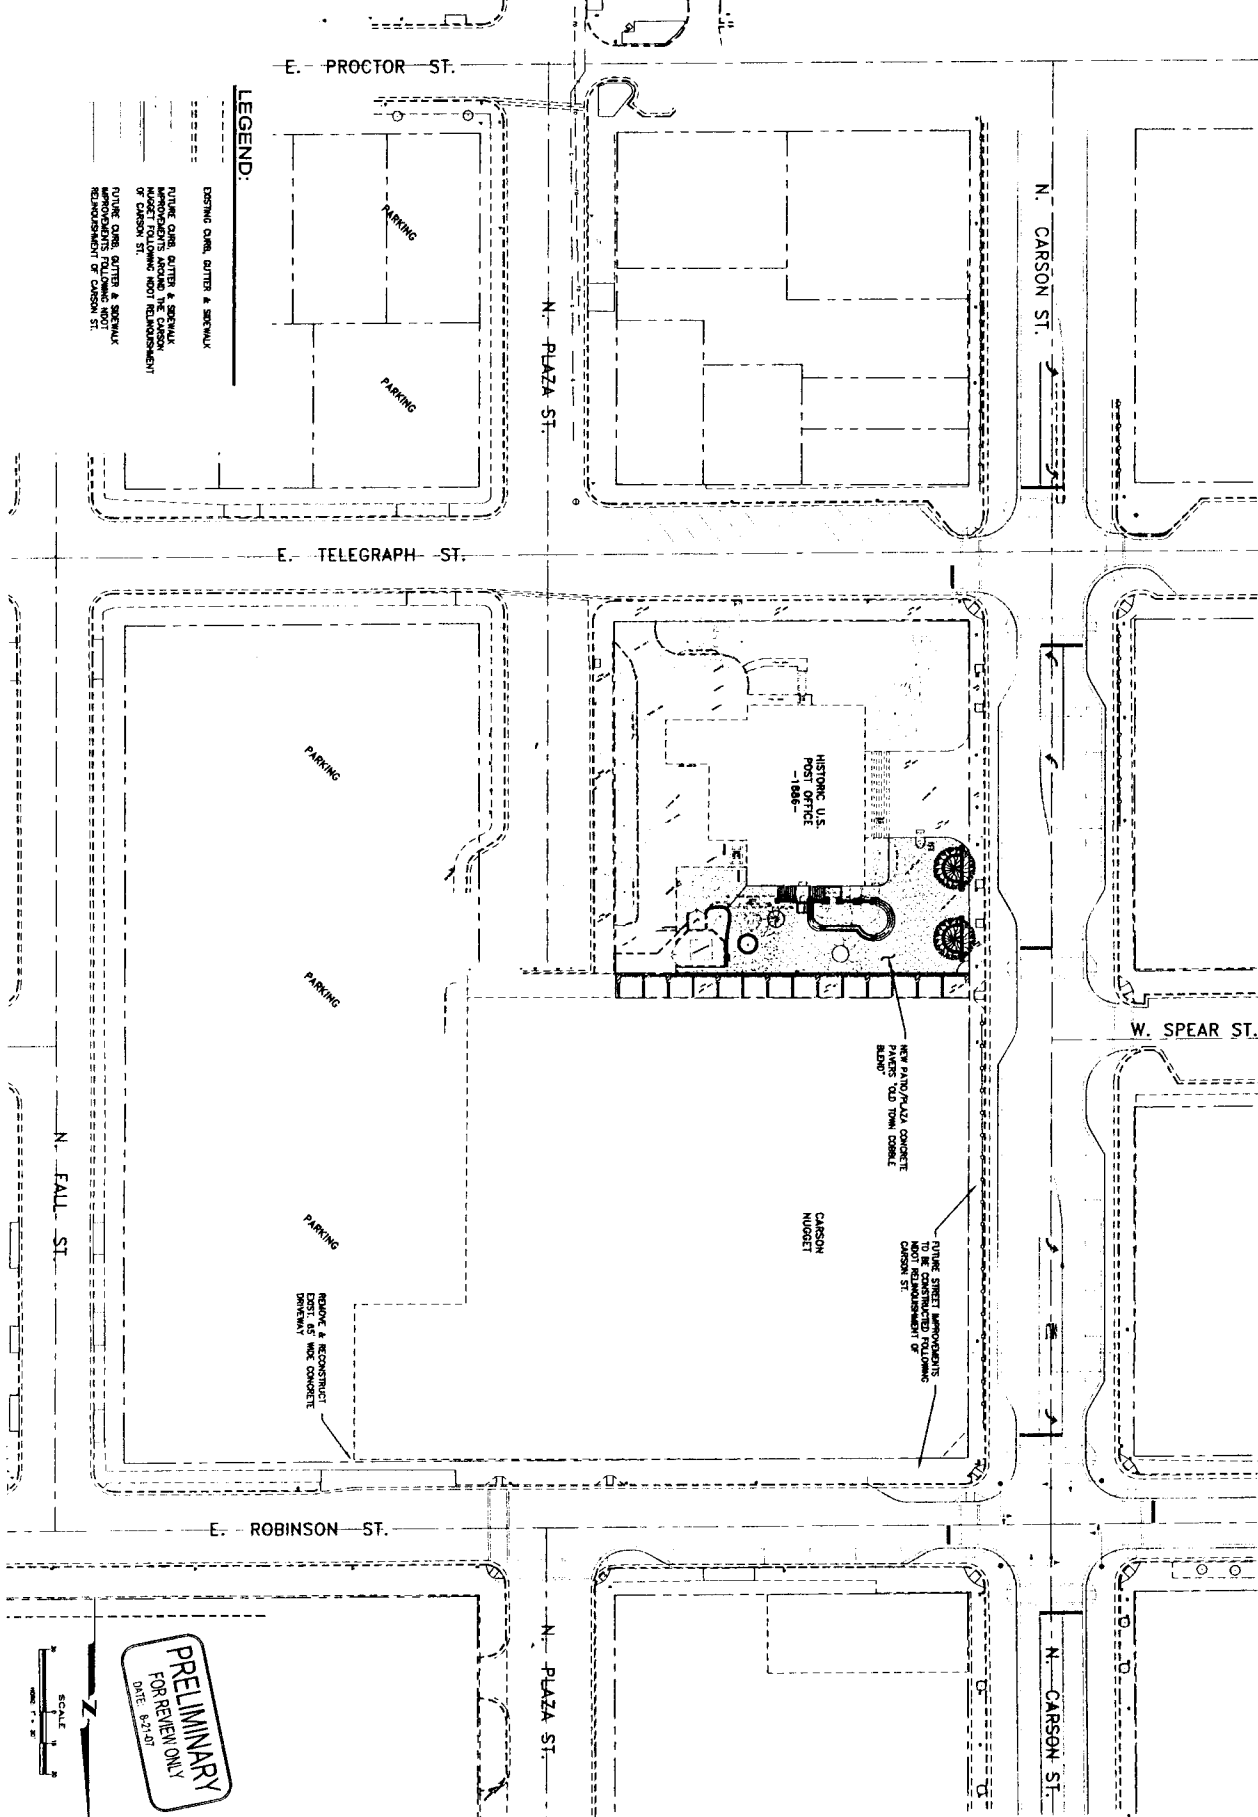 E. PROCTOR ST.
LEGEND:
EXISTING CURB, GUTTER & SIDEWALK
FUTURE CURB, GUTTER & SIDEWALK
IMPROVEMENTS AROUND THE CARSON
NUGGET FOLLOWING NDOT RELINQUISHMENT
OF CARSON ST.
FUTURE CURB, GUTTER & SIDEWALK
IMPROVEMENTS FOLLOWING NDOT
RELINQUISHMENT OF CARSON ST.
PARKING
PARKING
N. PLAZA ST.
N. CARSON ST.
E. TELEGRAPH ST.
HISTORIC U.S.
POST OFFICE
-1886-
PARKING
PARKING
PARKING
W. SPEAR ST.
NEW PATIO/PLAZA CONCRETE
PAVERS "OLD TOWN COBBLE
BLEND"
CARSON
NUGGET
FUTURE STREET IMPROVEMENTS
TO BE CONSTRUCTED FOLLOWING
NDOT RELINQUISHMENT OF
CARSON ST.
REMOVE & RECONSTRUCT
EXIST. 65' WIDE CONCRETE
DRIVEWAY
N. FALL ST.
E. ROBINSON ST.
N. PLAZA ST.
N. CARSON ST.
PRELIMINARY
FOR REVIEW ONLY
DATE: 6-21-07
N
SCALE